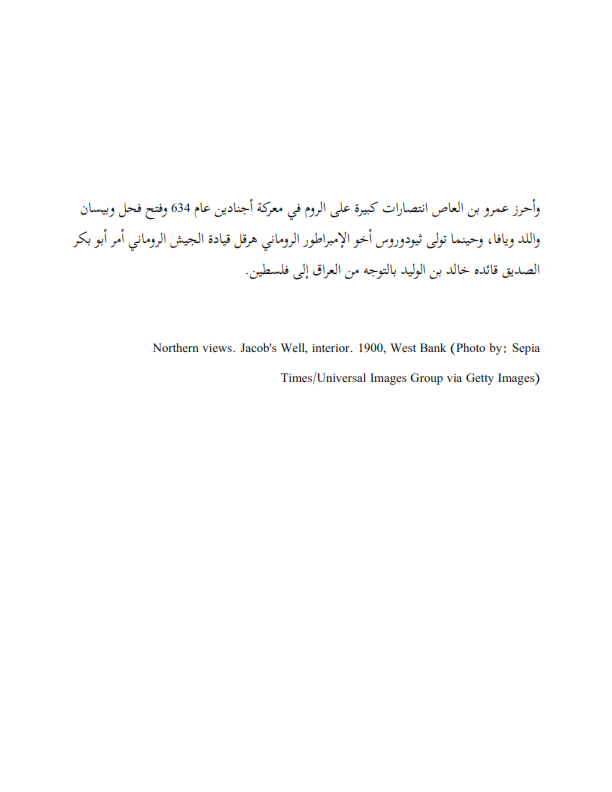 وأحرز عمرو بن العاص انتصارات كبيرة على الروم في معركة أجنادين عام 634 وفتح فحل وبيسان
واللد ويافا، وحينما تولى ثيودوروس أخو الإمبراطور الروماني هرقل قيادة الجيش الروماني أمر أبو بكر
الصديق قائده خالد بن الوليد بالتوجه من العراق إلى فلسطين.
Northern views. Jacob's Well, interior. 1900, West Bank (Photo by: Sepia
Times/Universal Images Group via Getty Images)